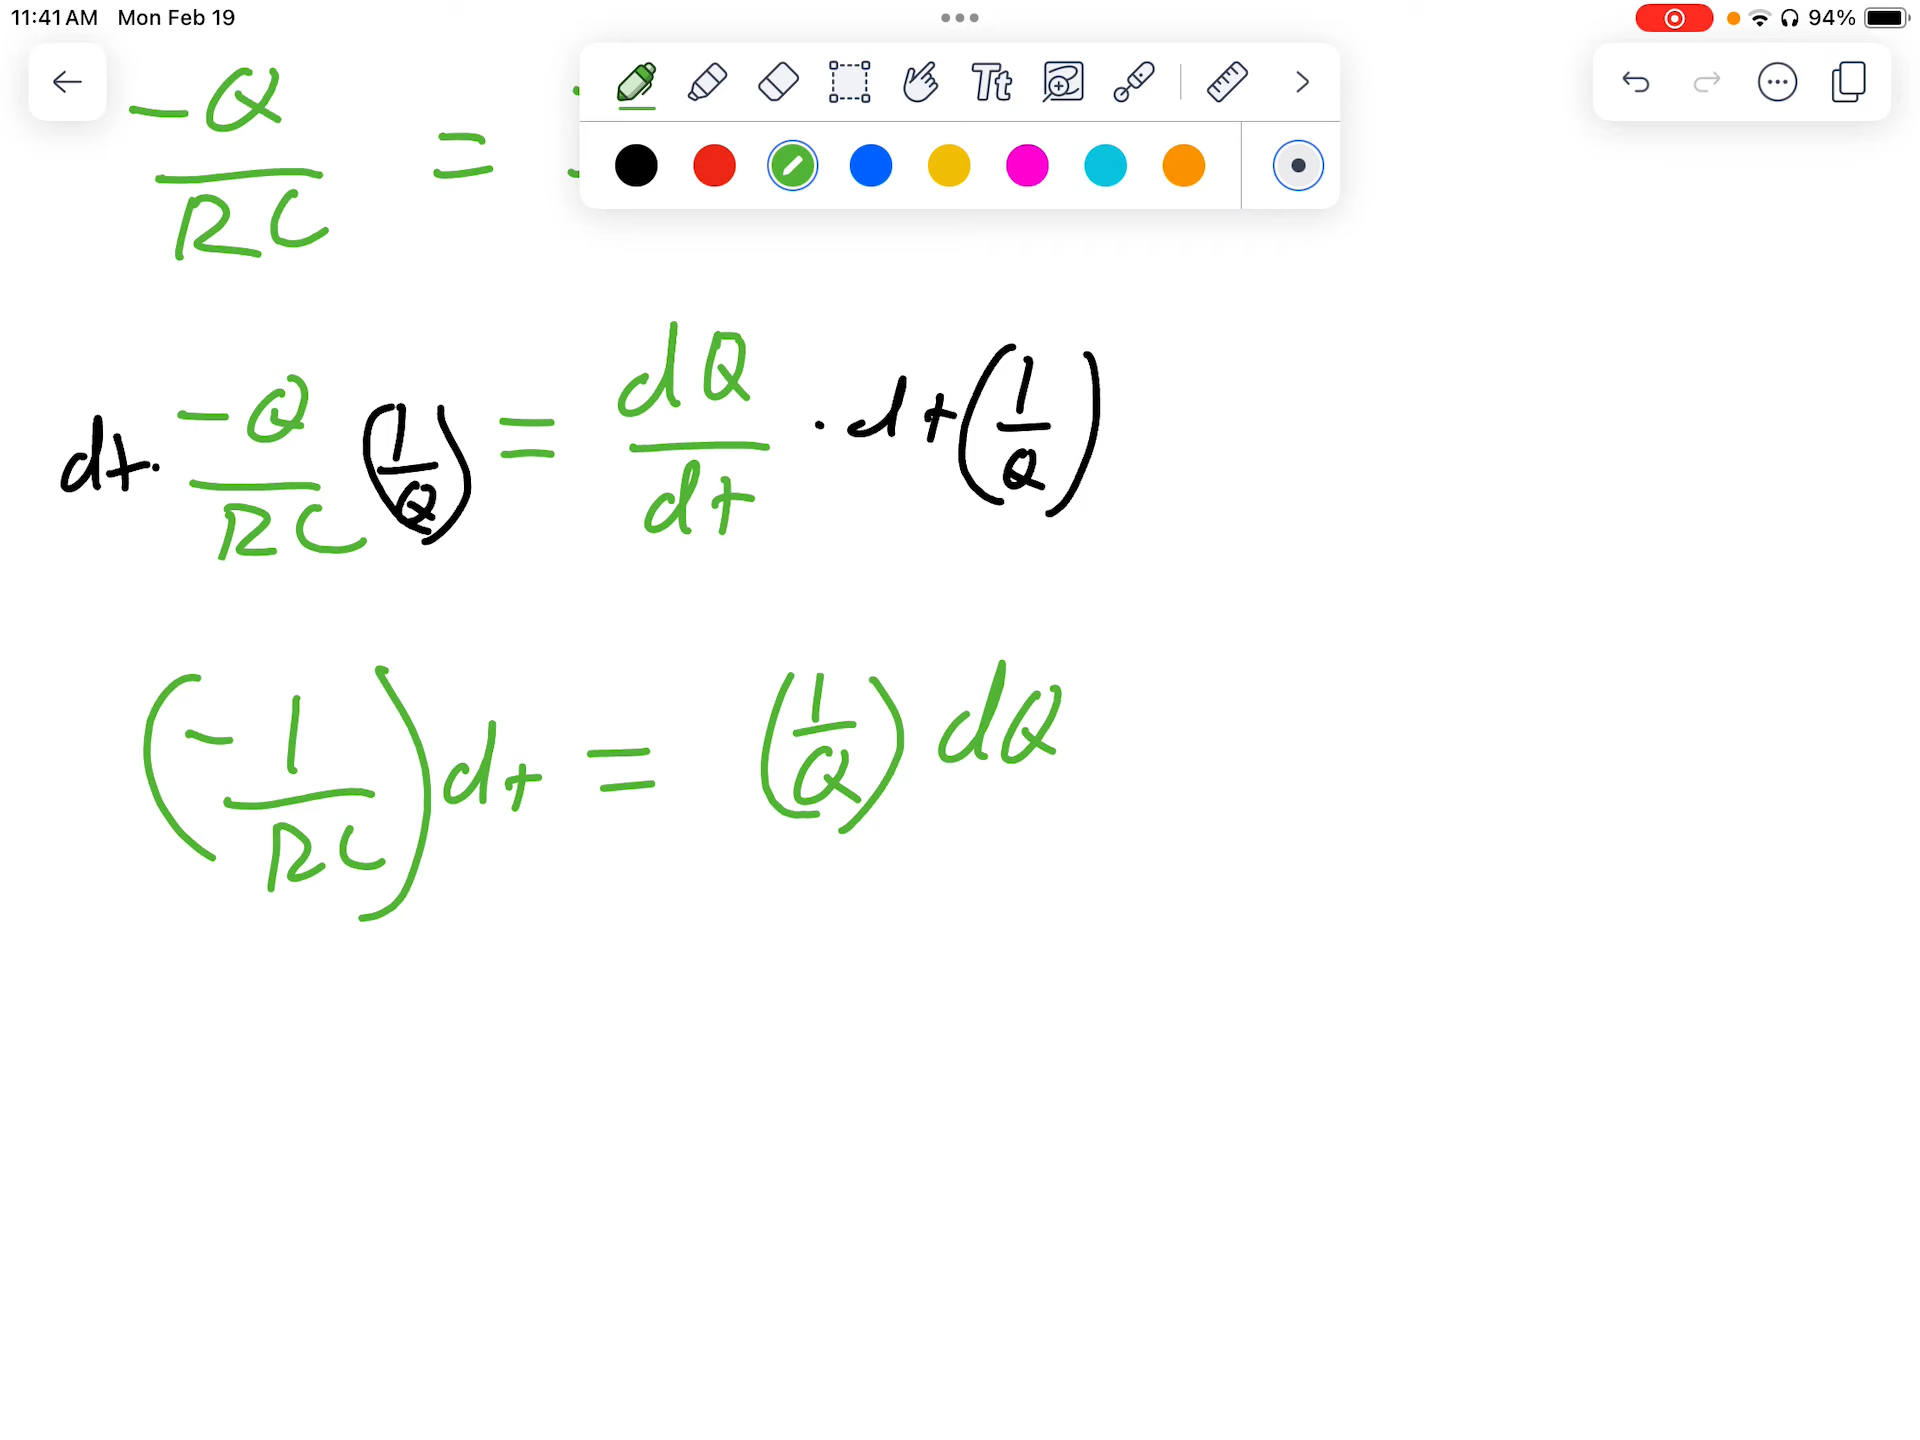 11:41 AM Mon Feb 19
94%
Tt
-Q/RC =
dt · -Q/RC (1/Q) = dQ/dt · dt (1/Q)
(-1/RC) dt = (1/Q) dQ